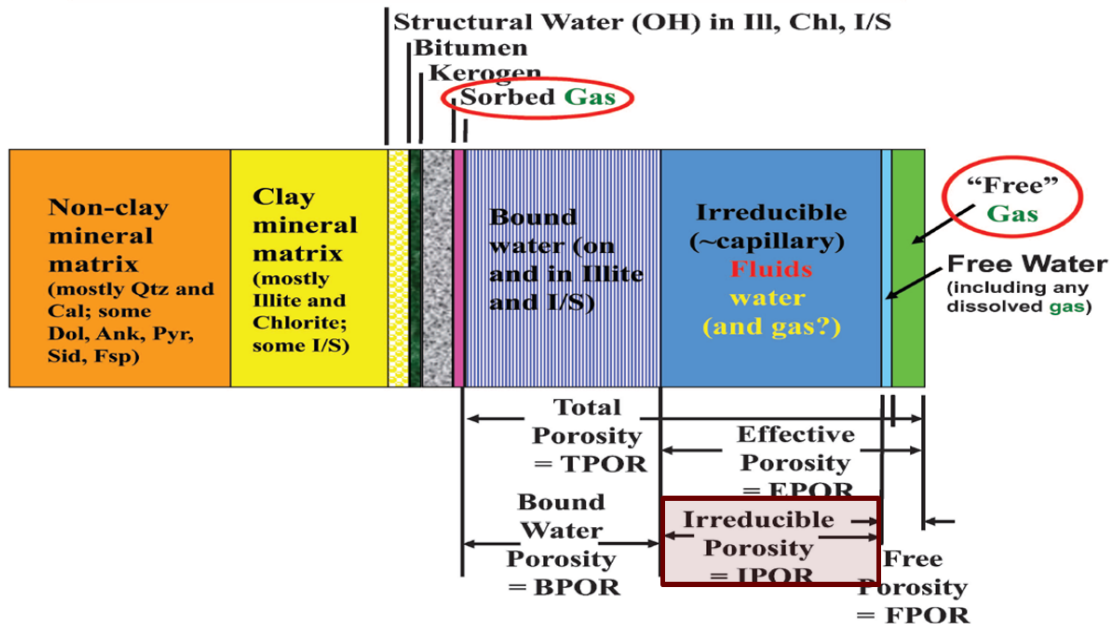 Structural Water (OH) in Ill, Chl, I/S
Bitumen
Kerogen
Sorbed Gas
Non-clay
mineral
matrix
(mostly Qtz and
Cal; some
Dol, Ank, Pyr,
Sid, Fsp)
Clay
mineral
matrix
(mostly
Illite and
Chlorite;
some I/S)
Bound
water (on
and in Illite
and I/S)
Irreducible
(~capillary)
Fluids
water
(and gas?)
“Free”
Gas
Free Water
(including any
dissolved gas)
Total
Porosity
= TPOR
Effective
Porosity
= EPOR
Bound
Water
Porosity
= BPOR
Irreducible
Porosity
= IPOR
Free
Porosity
= FPOR